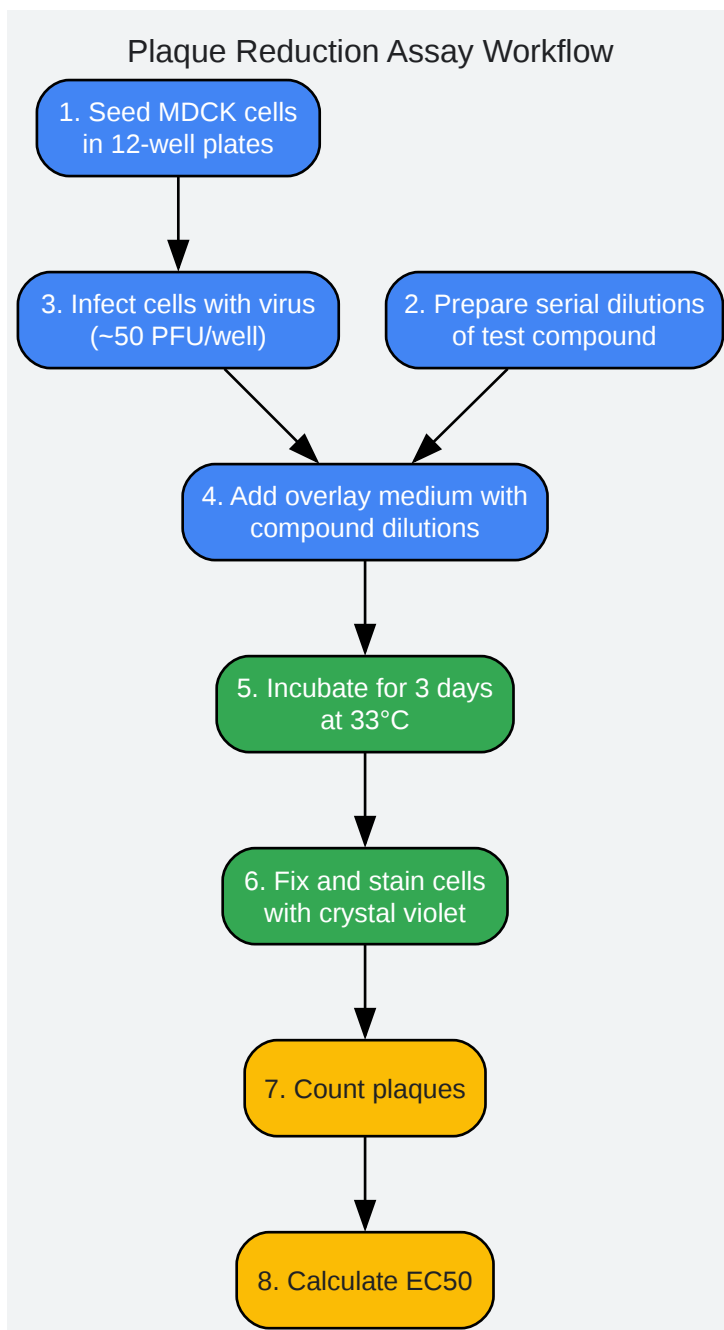 Plaque Reduction Assay Workflow
1. Seed MDCK cells
in 12-well plates
3. Infect cells with virus
(~50 PFU/well)
2. Prepare serial dilutions
of test compound
4. Add overlay medium with
compound dilutions
5. Incubate for 3 days
at 33°C
6. Fix and stain cells
with crystal violet
7. Count plaques
8. Calculate EC50